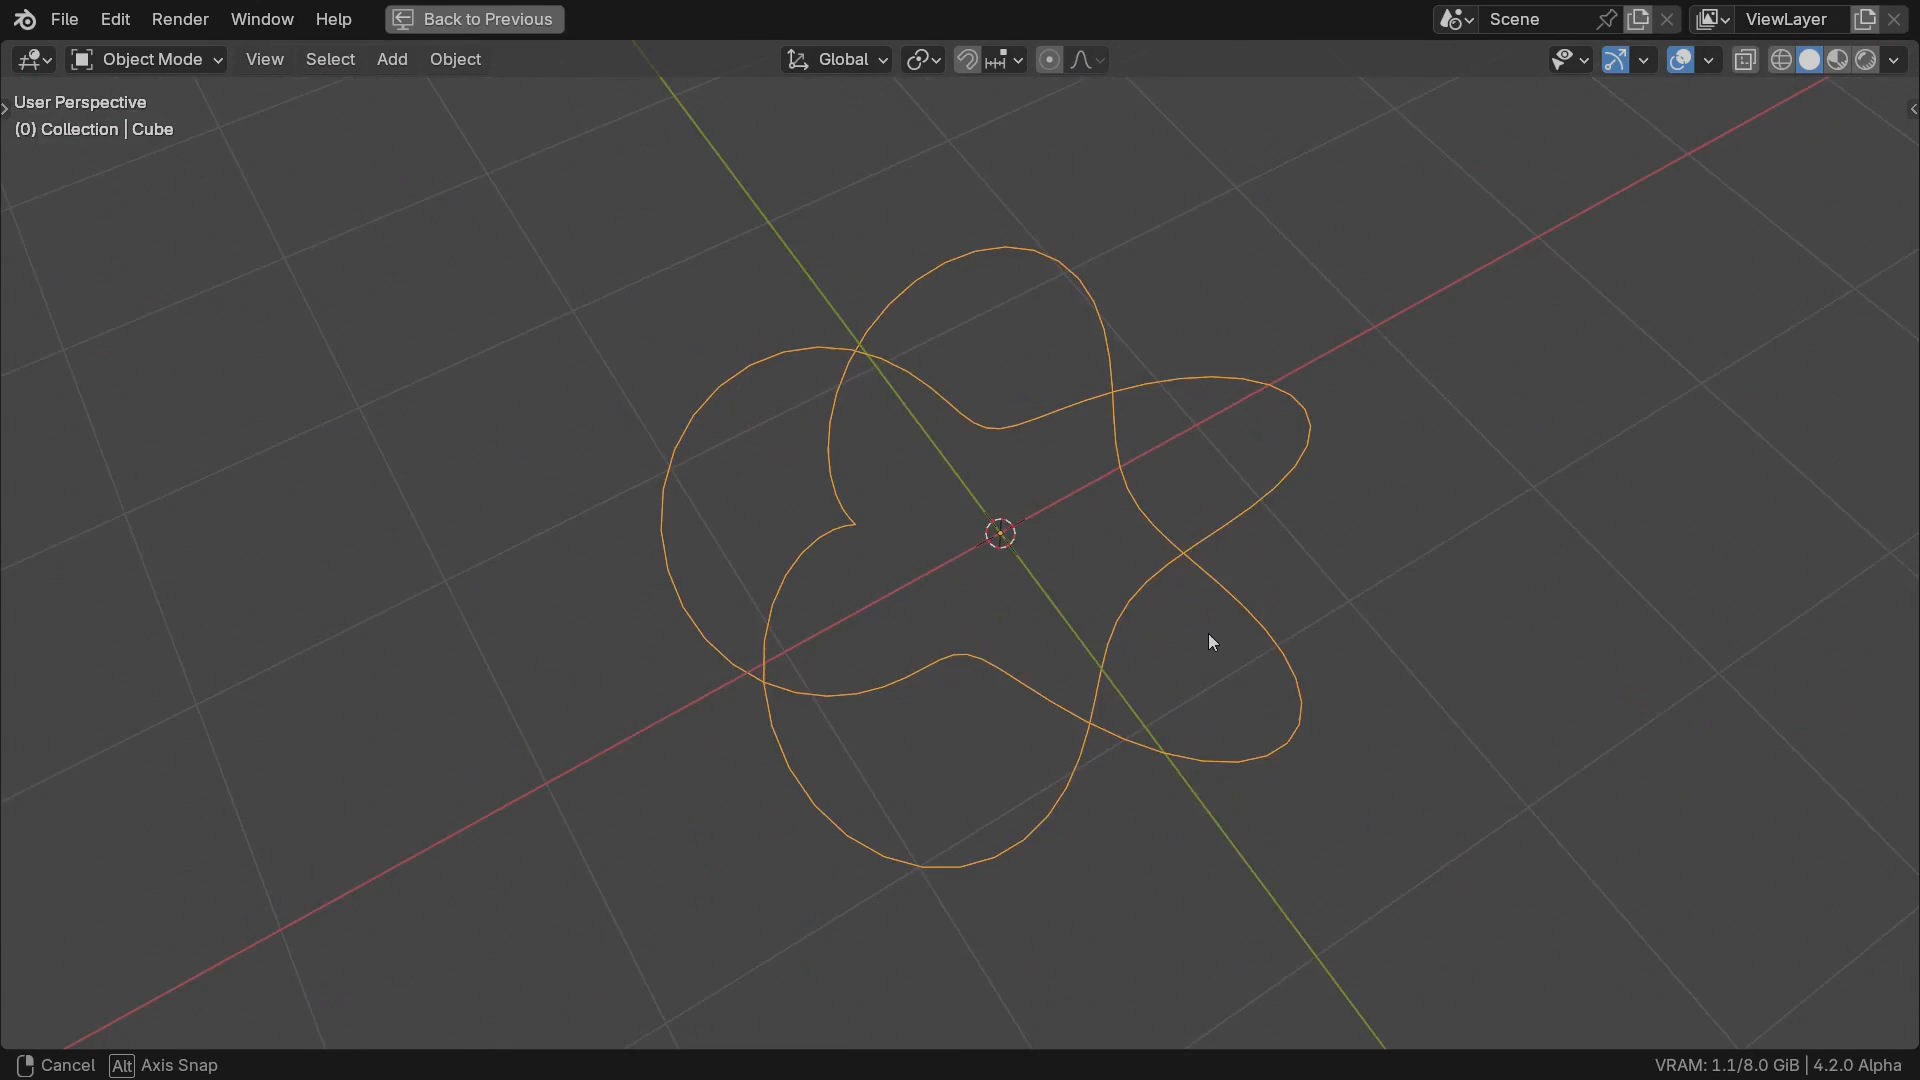 File Edit Render Window Help Back to Previous Scene ViewLayer
Object Mode View Select Add Object Global
User Perspective
(0) Collection | Cube
Cancel Alt Axis Snap VRAM: 1.1/8.0 GiB | 4.2.0 Alpha